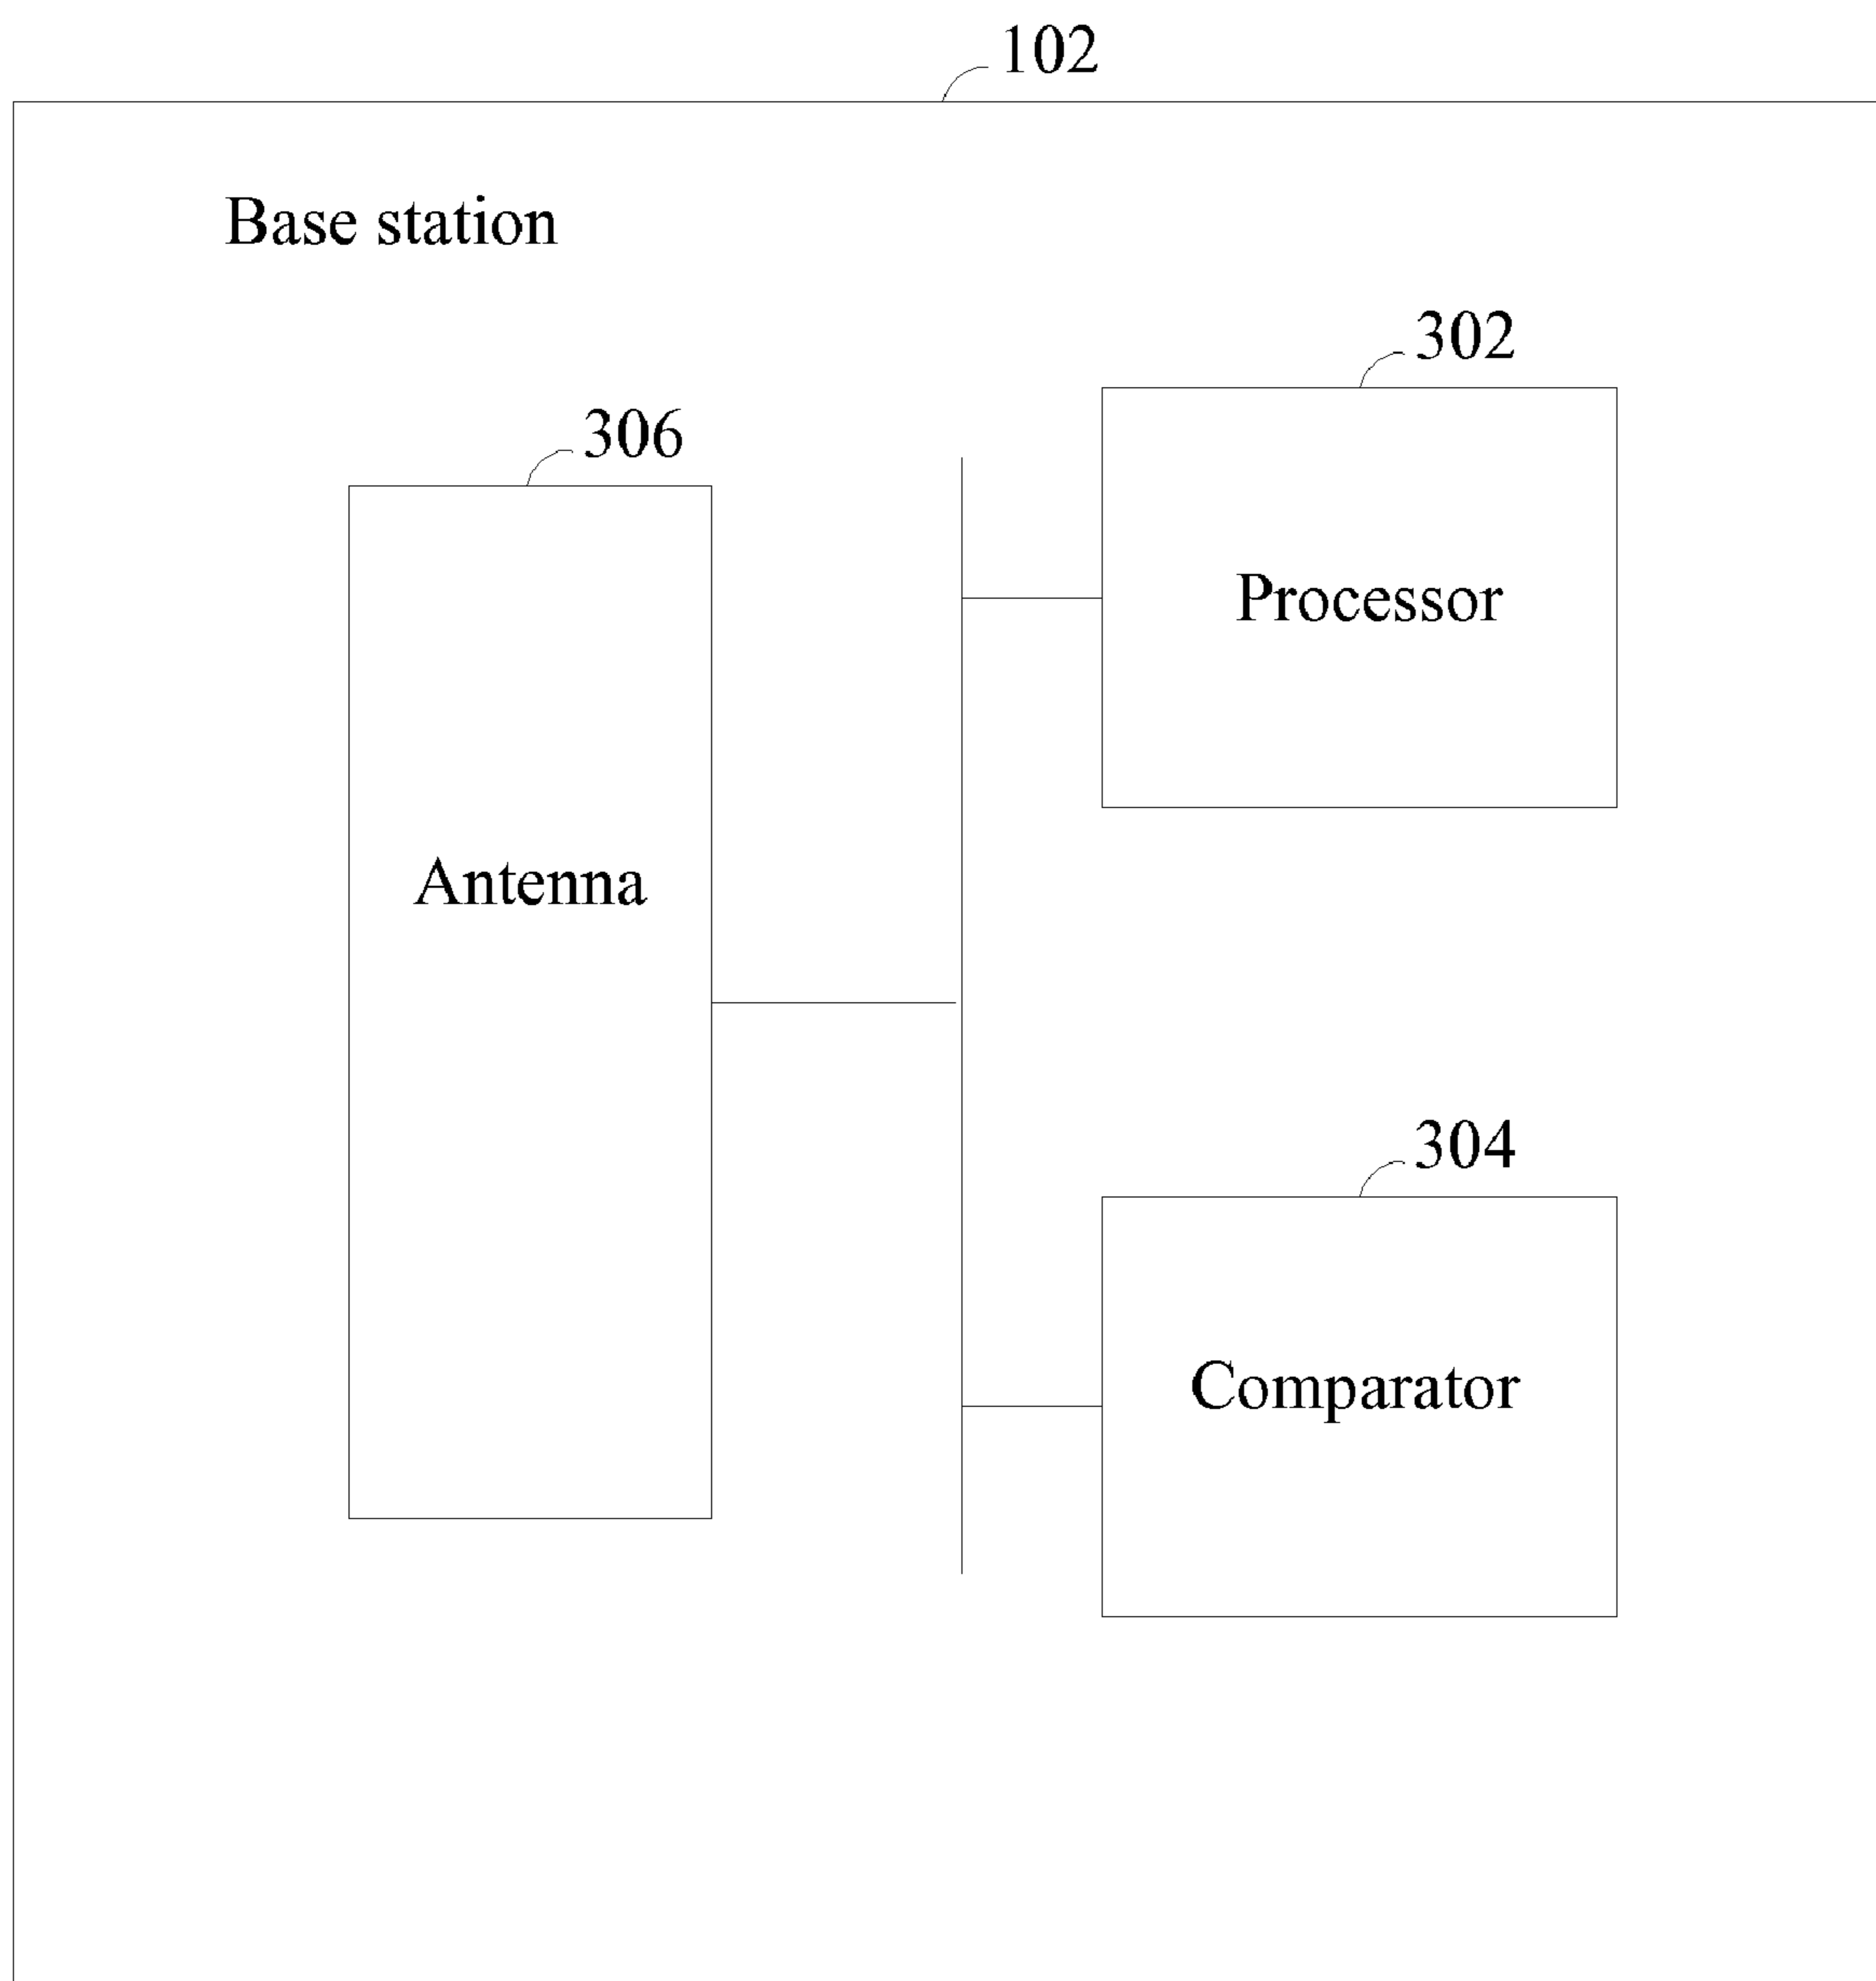 102
Base station
302
306
Processor
Antenna
304
Comparator